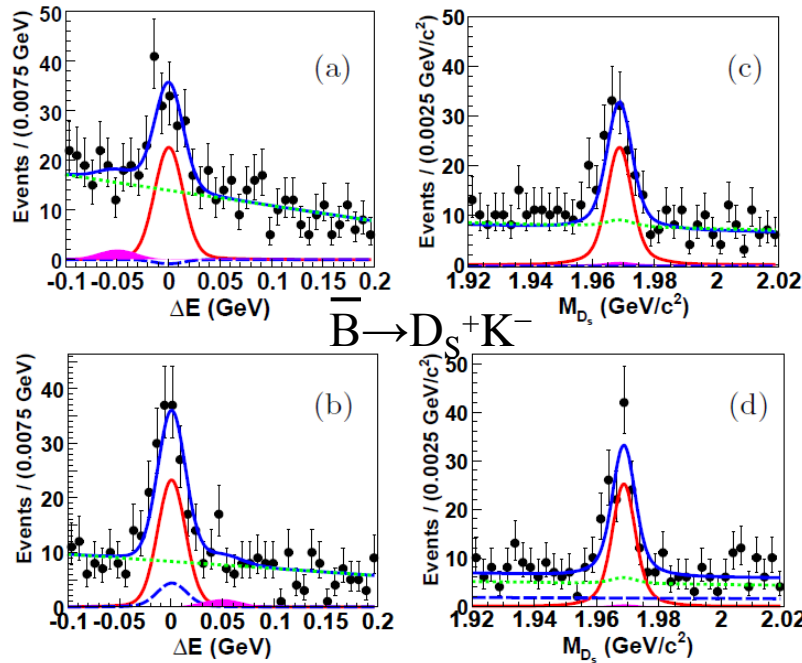 Events / (0.0075 GeV)
50
40
30
20
10
0
(a)
-0.1 -0.05 0 0.05 0.1 0.15 0.2
ΔE (GeV)
Events / (0.0025 GeV/c²)
50
40
30
20
10
0
(c)
1.92 1.94 1.96 1.98 2 2.02
M_{D_s} (GeV/c²)
B̅→D_S⁺K⁻
Events / (0.0075 GeV)
40
30
20
10
0
(b)
-0.1 -0.05 0 0.05 0.1 0.15 0.2
ΔE (GeV)
Events / (0.0025 GeV/c²)
50
40
30
20
10
0
(d)
1.92 1.94 1.96 1.98 2 2.02
M_{D_s} (GeV/c²)